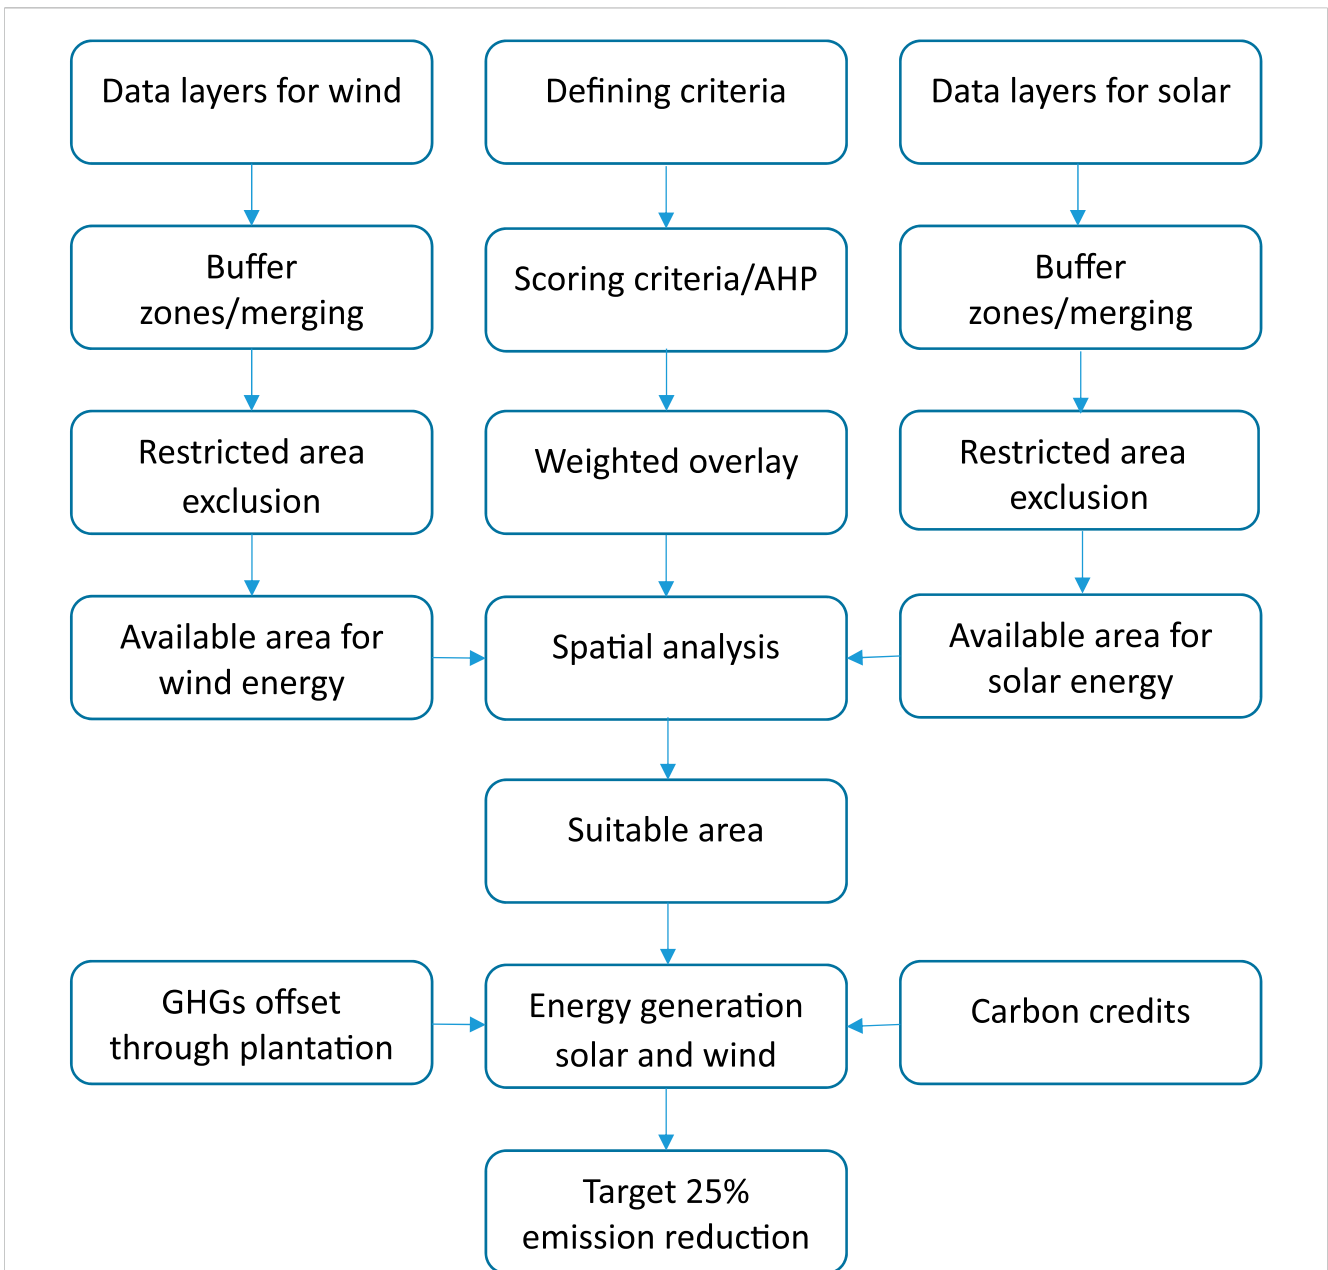 Data layers for wind
Defining criteria
Data layers for solar
Buffer
zones/merging
Scoring criteria/AHP
Buffer
zones/merging
Restricted area
exclusion
Weighted overlay
Restricted area
exclusion
Available area for
wind energy
Spatial analysis
Available area for
solar energy
Suitable area
GHGs offset
through plantation
Energy generation
solar and wind
Carbon credits
Target 25%
emission reduction